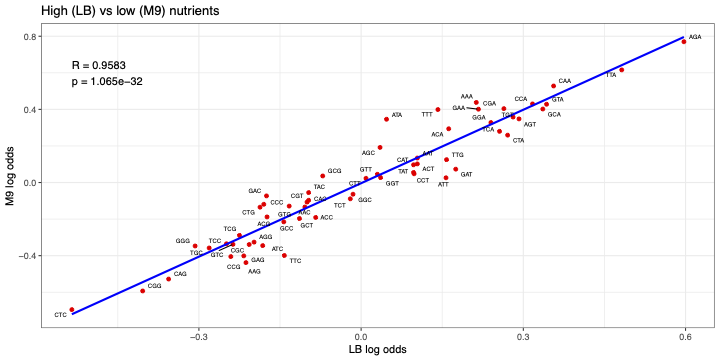 High (LB) vs low (M9) nutrients
R = 0.9583
p = 1.065e−32
M9 log odds
0.8
0.4
0.0
−0.4
AGA
TTA
CAA
AAA
CGA
CCA
GTA
GAA
GCA
TTT
ATA
GGA
TGT
AGT
TCA
CTA
ACA
AGC
AAT
CAT
TTG
GTT
TAT
ACT
GAT
GCG
CTT
GGT
CCT
ATT
GAC
TAC
CGT
CAC
CCC
TCT
GGC
CTG
GTG
AAC
ACC
ACG
GCC
GCT
TCG
AGG
GGG
TCC
TGC
GTC
CGC
ATC
GAG
TTC
CCG
AAG
CAG
CGG
CTC
−0.3
0.0
0.3
0.6
LB log odds